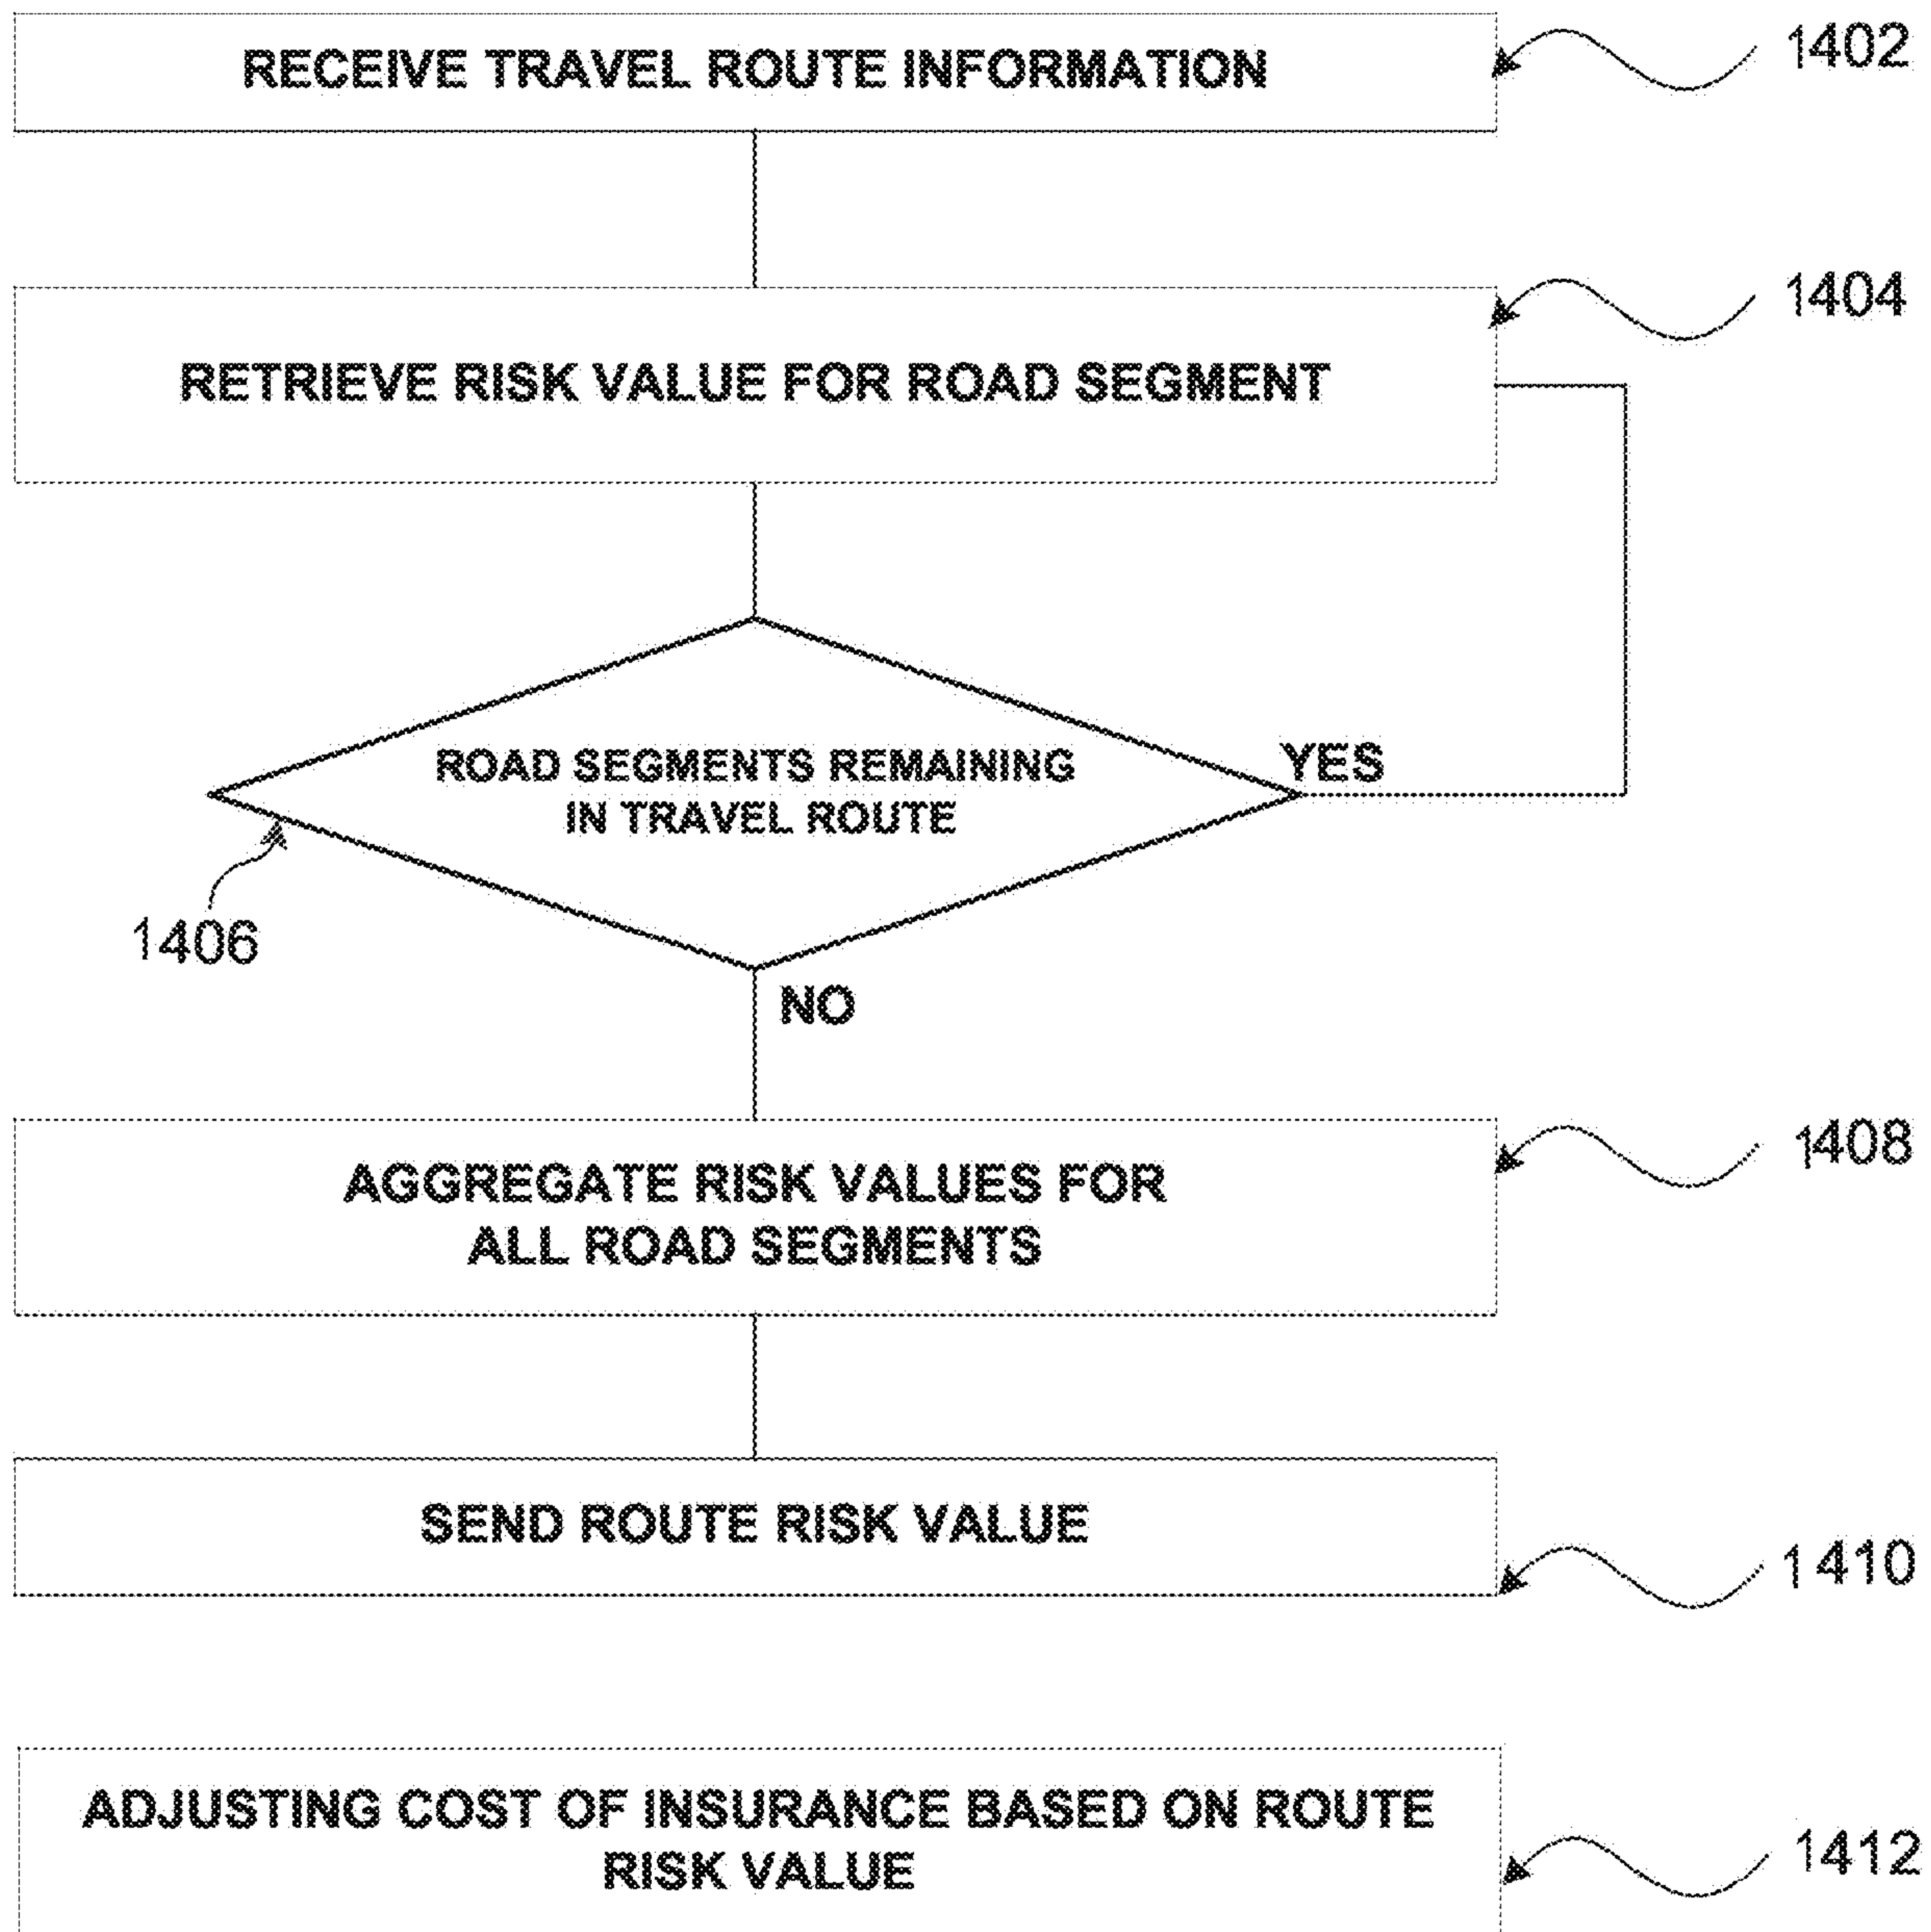 RECEIVE TRAVEL ROUTE INFORMATION
1402
RETRIEVE RISK VALUE FOR ROAD SEGMENT
1404
ROAD SEGMENTS REMAINING
IN TRAVEL ROUTE
YES
1406
NO
AGGREGATE RISK VALUES FOR
ALL ROAD SEGMENTS
1408
SEND ROUTE RISK VALUE
1410
ADJUSTING COST OF INSURANCE BASED ON ROUTE
RISK VALUE
1412